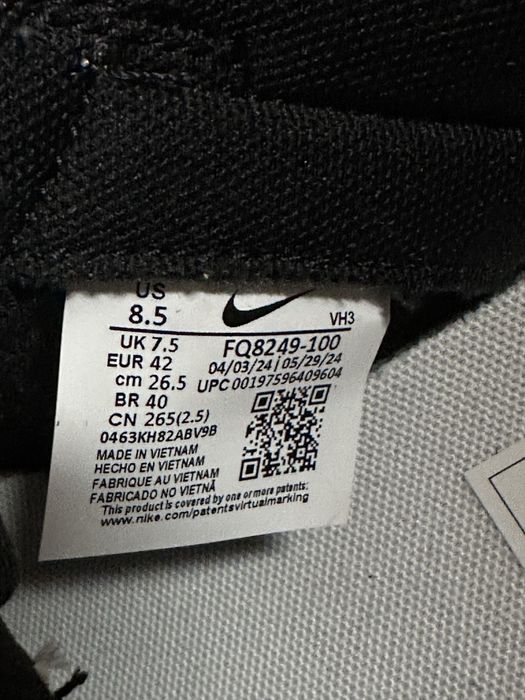 US
8.5
VH3
UK 7.5
FQ8249-100
EUR 42
04/03/24 | 05/29/24
cm 26.5
UPC 00197596409604
BR 40
CN 265(2.5)
0463KH82ABV9B
MADE IN VIETNAM
HECHO EN VIETNAM
FABRIQUE AU VIETNAM
FABRICADO NO VIETNÃ
This product is covered by one or more patents:
www.nike.com/patentsvirtualmarking